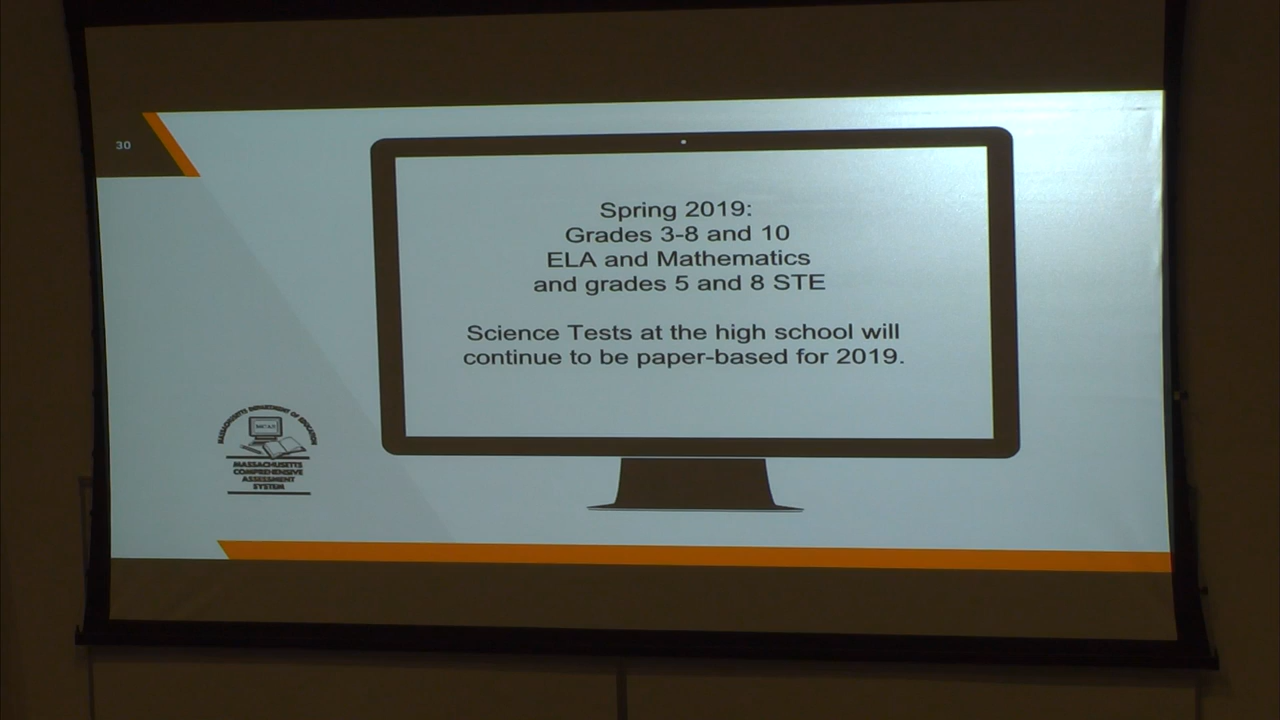 30
Spring 2019:
Grades 3-8 and 10
ELA and Mathematics
and grades 5 and 8 STE
Science Tests at the high school will
continue to be paper-based for 2019.
MASSACHUSETTS DEPARTMENT OF EDUCATION
MCAS
MASSACHUSETTS
COMPREHENSIVE
ASSESSMENT
SYSTEM